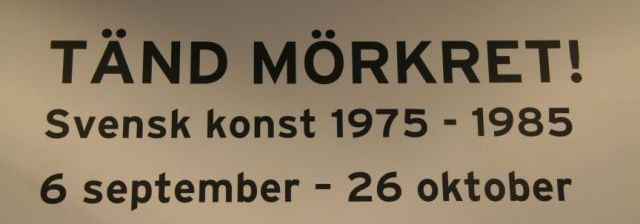 TÄND MÖRKRET!
Svensk konst 1975 - 1985
6 september - 26 oktober